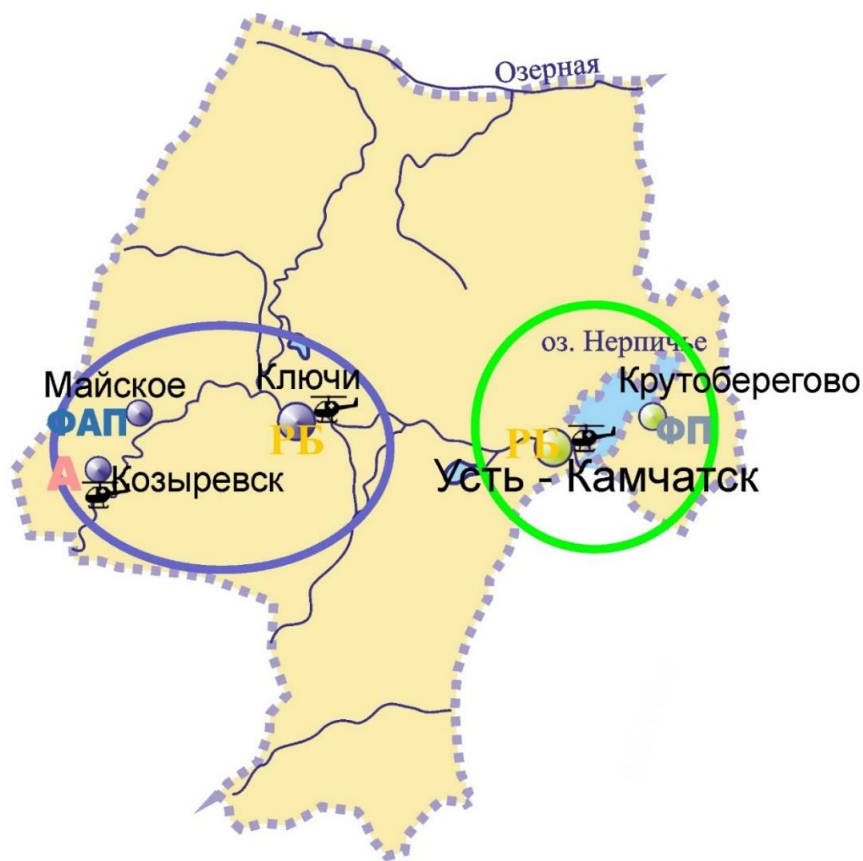 Озерная
оз. Нерпичье
Майское
Ключи
Крутоберегово
ФАП
РБ
РБ
ФП
А
Козыревск
Усть - Камчатск